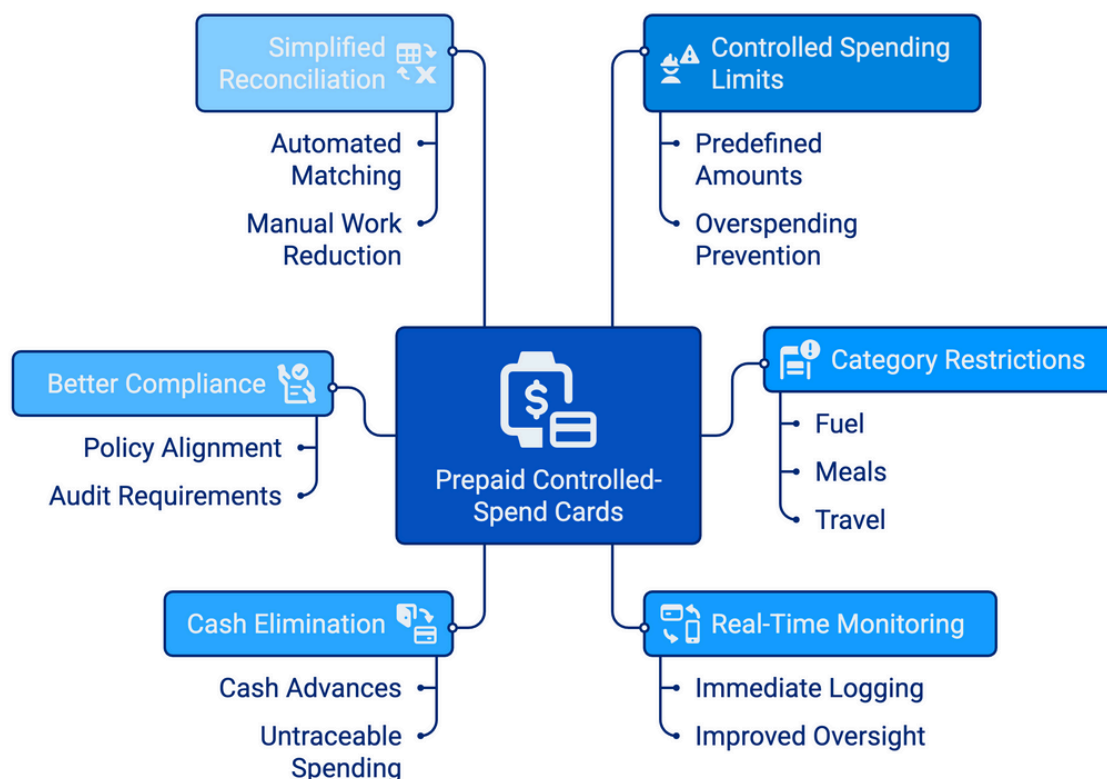 Simplified
Reconciliation
Automated
Matching
Manual Work
Reduction
Controlled Spending
Limits
Predefined
Amounts
Overspending
Prevention
Better Compliance
Policy Alignment
Audit Requirements
$
Prepaid Controlled-
Spend Cards
Category Restrictions
Fuel
Meals
Travel
Cash Elimination
Cash Advances
Untraceable
Spending
Real-Time Monitoring
Immediate Logging
Improved Oversight